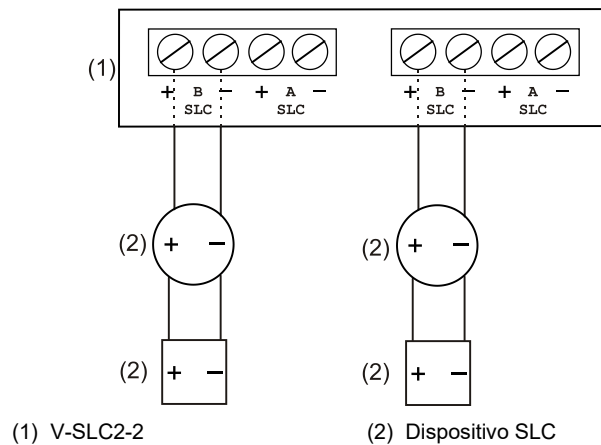 (1)
+ B − + A − + B − + A −
SLC SLC SLC SLC
(2) + − (2) + −
(2) + − (2) + −
(1) V-SLC2-2 (2) Dispositivo SLC